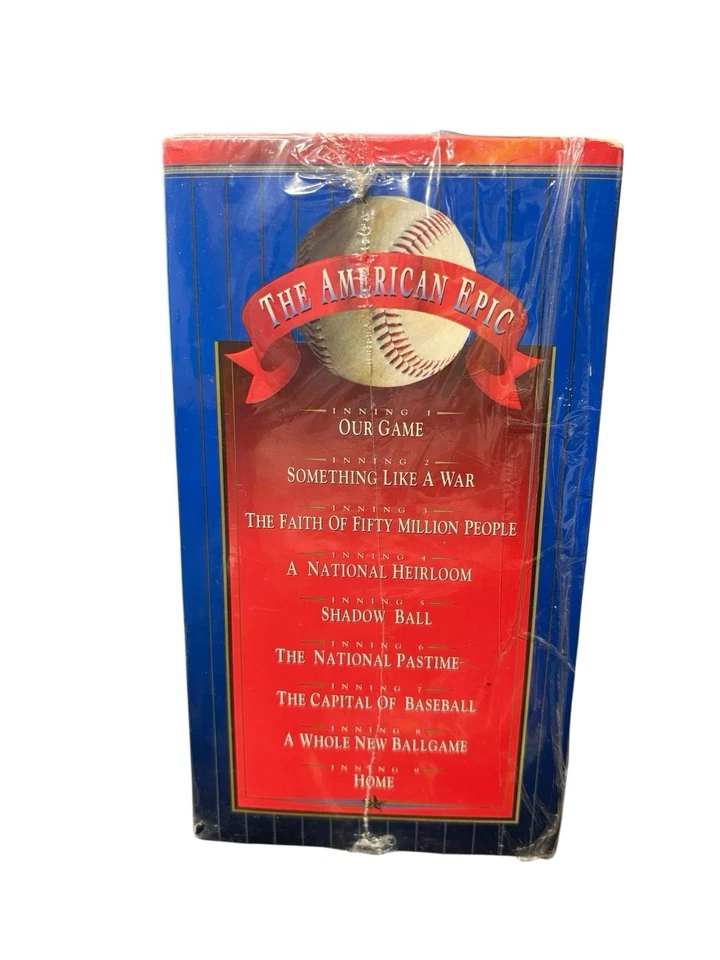 THE AMERICAN EPIC
INNING 1
OUR GAME
INNING 2
SOMETHING LIKE A WAR
INNING 3
THE FAITH OF FIFTY MILLION PEOPLE
INNING 4
A NATIONAL HEIRLOOM
INNING 5
SHADOW BALL
INNING 6
THE NATIONAL PASTIME
INNING 7
THE CAPITAL OF BASEBALL
INNING 8
A WHOLE NEW BALLGAME
INNING 9
HOME